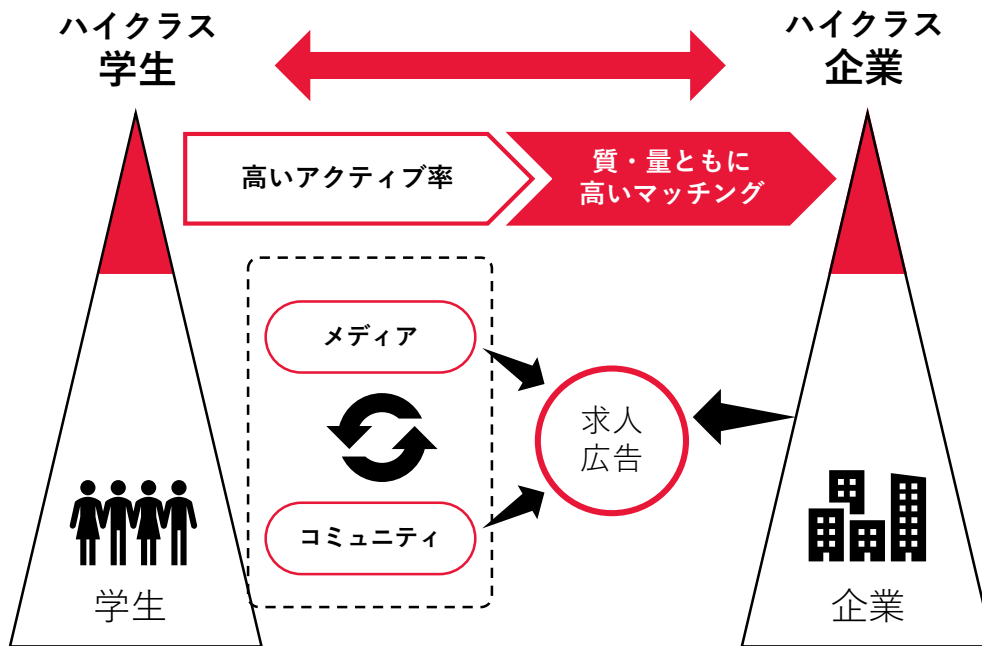 ハイクラス
学生
ハイクラス
企業
高いアクティブ率
質・量ともに
高いマッチング
メディア
求人
広告
コミュニティ
学生
企業